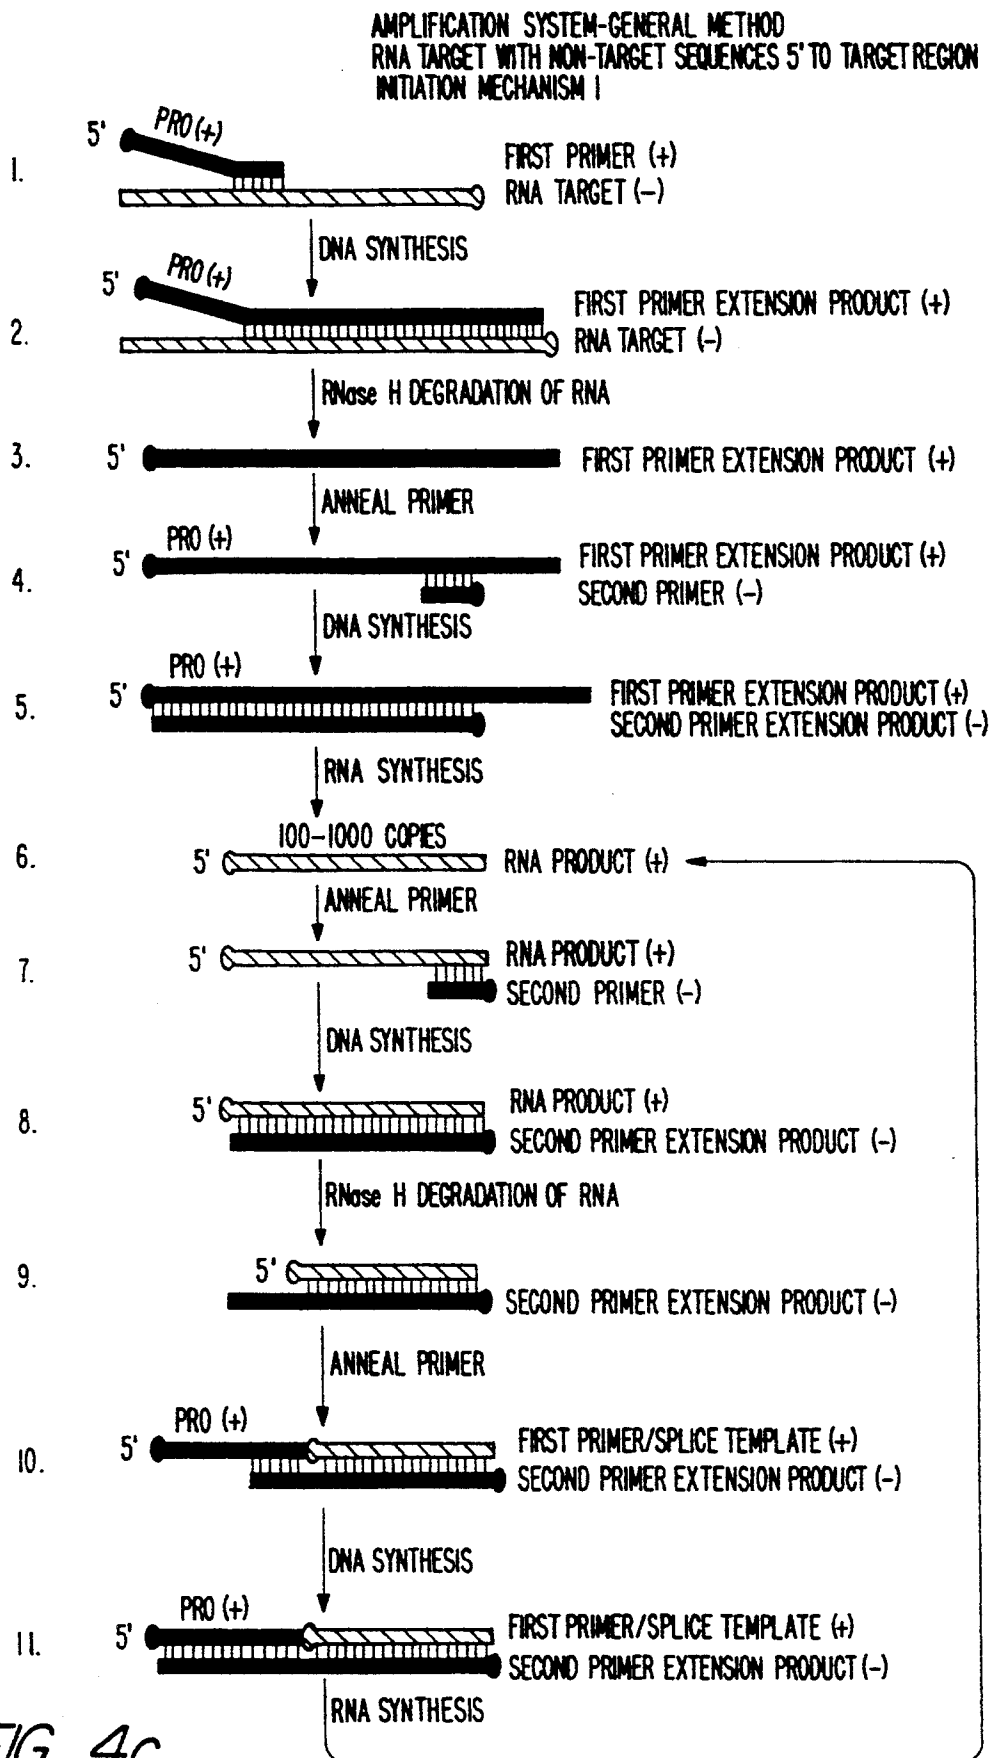 AMPLIFICATION SYSTEM-GENERAL METHOD
RNA TARGET WITH NON-TARGET SEQUENCES 5' TO TARGET REGION
INITIATION MECHANISM I
1.
5'
PRO (+)
FIRST PRIMER (+)
RNA TARGET (-)
DNA SYNTHESIS
2.
5'
PRO (+)
FIRST PRIMER EXTENSION PRODUCT (+)
RNA TARGET (-)
RNase H DEGRADATION OF RNA
3.
5'
FIRST PRIMER EXTENSION PRODUCT (+)
ANNEAL PRIMER
4.
5'
PRO (+)
FIRST PRIMER EXTENSION PRODUCT (+)
SECOND PRIMER (-)
DNA SYNTHESIS
5.
5'
PRO (+)
FIRST PRIMER EXTENSION PRODUCT (+)
SECOND PRIMER EXTENSION PRODUCT (-)
RNA SYNTHESIS
100-1000 COPIES
6.
5'
RNA PRODUCT (+)
ANNEAL PRIMER
7.
5'
RNA PRODUCT (+)
SECOND PRIMER (-)
DNA SYNTHESIS
8.
5'
RNA PRODUCT (+)
SECOND PRIMER EXTENSION PRODUCT (-)
RNase H DEGRADATION OF RNA
9.
5'
SECOND PRIMER EXTENSION PRODUCT (-)
ANNEAL PRIMER
10.
5'
PRO (+)
FIRST PRIMER/SPLICE TEMPLATE (+)
SECOND PRIMER EXTENSION PRODUCT (-)
DNA SYNTHESIS
11.
5'
PRO (+)
FIRST PRIMER/SPLICE TEMPLATE (+)
SECOND PRIMER EXTENSION PRODUCT (-)
RNA SYNTHESIS
FIG. 4c